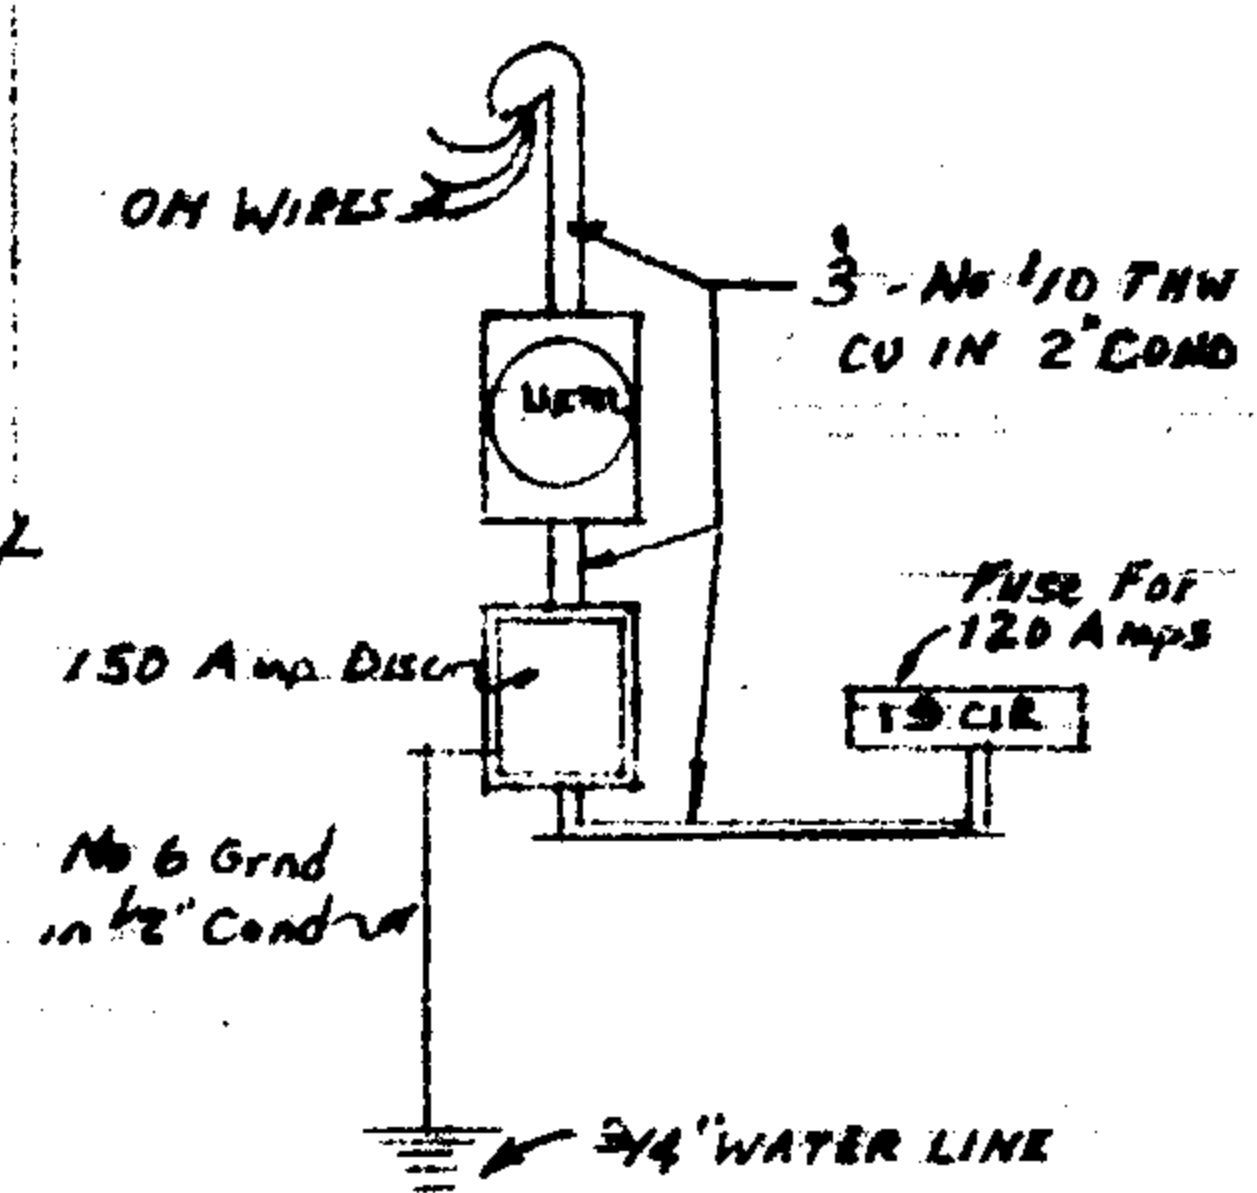 OH WIRES
3 - No 1/0 THW
CU IN 2" COND
METER
Fuse For
120 Amps
150 Amp Disc
CIR
No 6 Grnd
in 1/2" Cond
3/4" WATER LINE